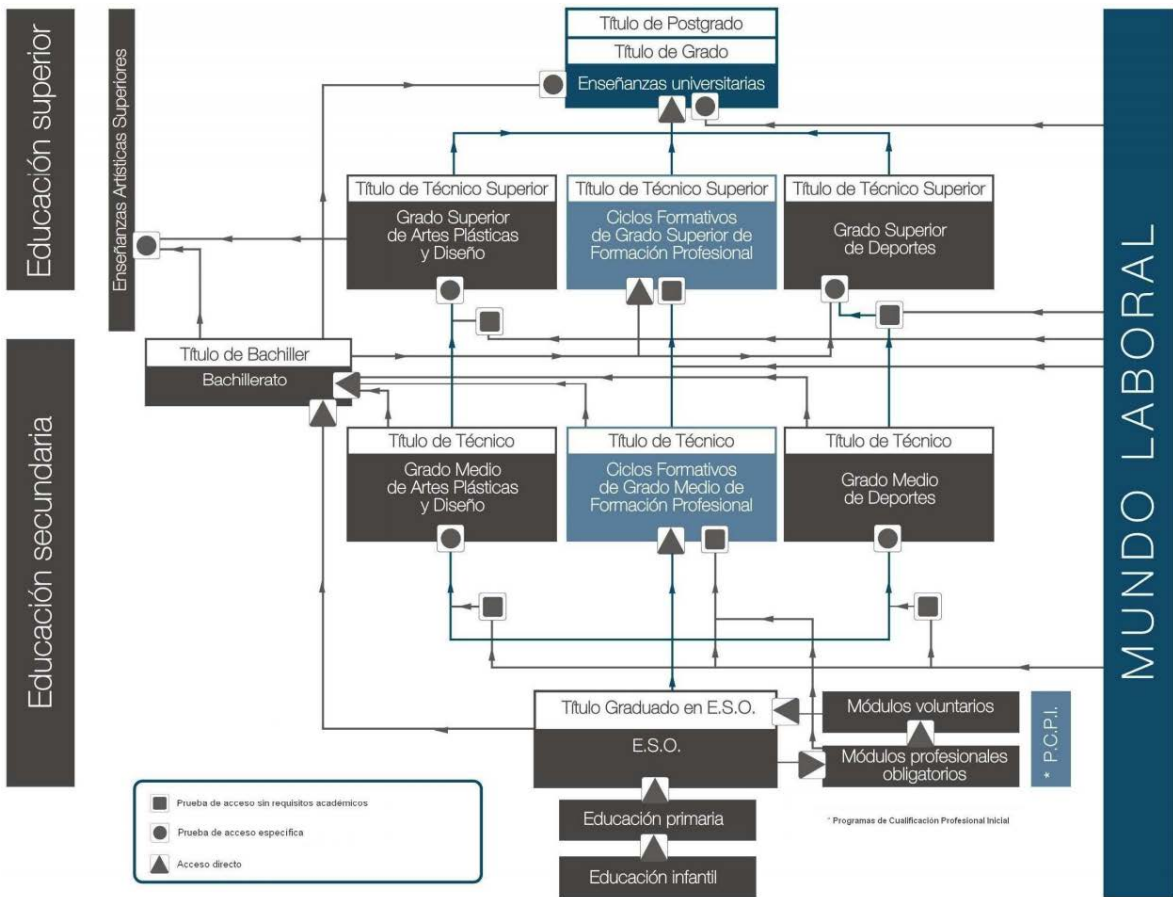 Educación superior
Enseñanzas Artísticas Superiores
Título de Postgrado
Título de Grado
Enseñanzas universitarias
Título de Técnico Superior
Grado Superior
de Artes Plásticas
y Diseño
Título de Técnico Superior
Ciclos Formativos
de Grado Superior de
Formación Profesional
Título de Técnico Superior
Grado Superior
de Deportes
MUNDO LABORAL
Educación secundaria
Título de Bachiller
Bachillerato
Título de Técnico
Grado Medio
de Artes Plásticas
y Diseño
Título de Técnico
Ciclos Formativos
de Grado Medio de
Formación Profesional
Título de Técnico
Grado Medio
de Deportes
Título Graduado en E.S.O.
E.S.O.
Módulos voluntarios
Módulos profesionales
obligatorios
* P.C.P.I.
Educación primaria
Educación infantil
* Programas de Cualificación Profesional Inicial
Prueba de acceso sin requisitos académicos
Prueba de acceso específica
Acceso directo